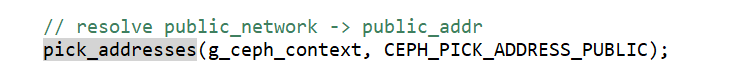 // resolve public_network -> public_addr
pick_addresses(g_ceph_context, CEPH_PICK_ADDRESS_PUBLIC);